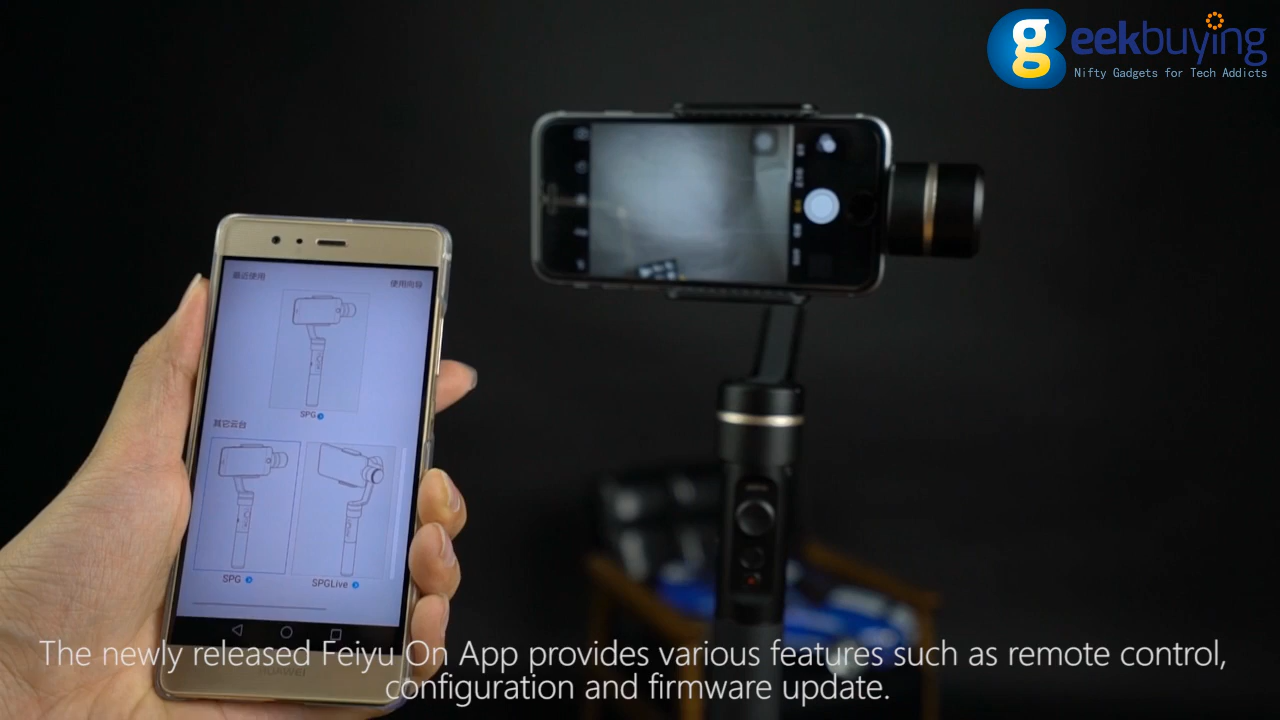 geekbuying
Nifty Gadgets for Tech Addicts
最近使用
使用向导
SPG
其它云台
SPG
SPGLive
HUAWEI
The newly released Feiyu On App provides various features such as remote control,
configuration and firmware update.